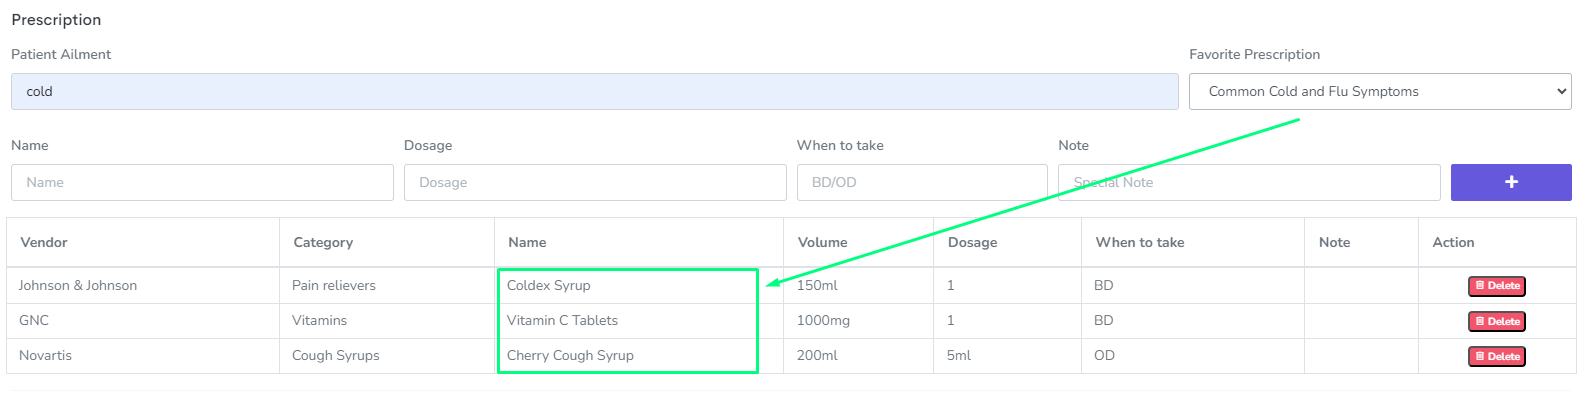 Prescription
Patient Ailment Favorite Prescription
cold Common Cold and Flu Symptoms
Name Dosage When to take Note
Name Dosage BD/OD Special Note +
Vendor Category Name Volume Dosage When to take Note Action
Johnson & Johnson Pain relievers Coldex Syrup 150ml 1 BD Delete
GNC Vitamins Vitamin C Tablets 1000mg 1 BD Delete
Novartis Cough Syrups Cherry Cough Syrup 200ml 5ml OD Delete